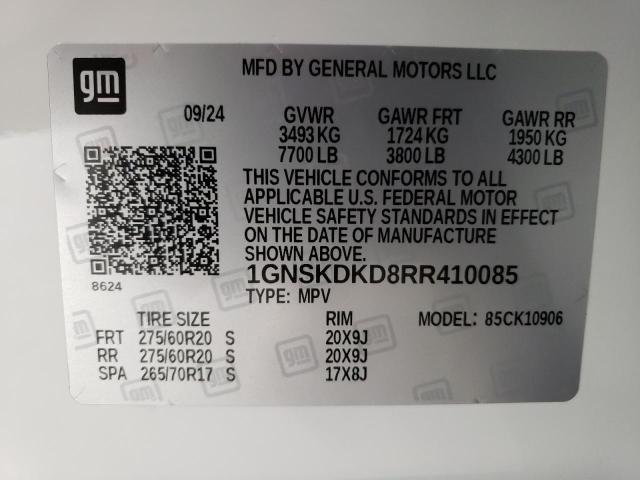 gm
MFD BY GENERAL MOTORS LLC
09/24 GVWR GAWR FRT GAWR RR
3493 KG 1724 KG 1950 KG
7700 LB 3800 LB 4300 LB
THIS VEHICLE CONFORMS TO ALL
APPLICABLE U.S. FEDERAL MOTOR
VEHICLE SAFETY STANDARDS IN EFFECT
ON THE DATE OF MANUFACTURE
SHOWN ABOVE.
8624
1GNSKDKD8RR410085
TYPE: MPV
TIRE SIZE RIM MODEL: 85CK10906
FRT 275/60R20 S 20X9J
RR 275/60R20 S 20X9J
SPA 265/70R17 S 17X8J